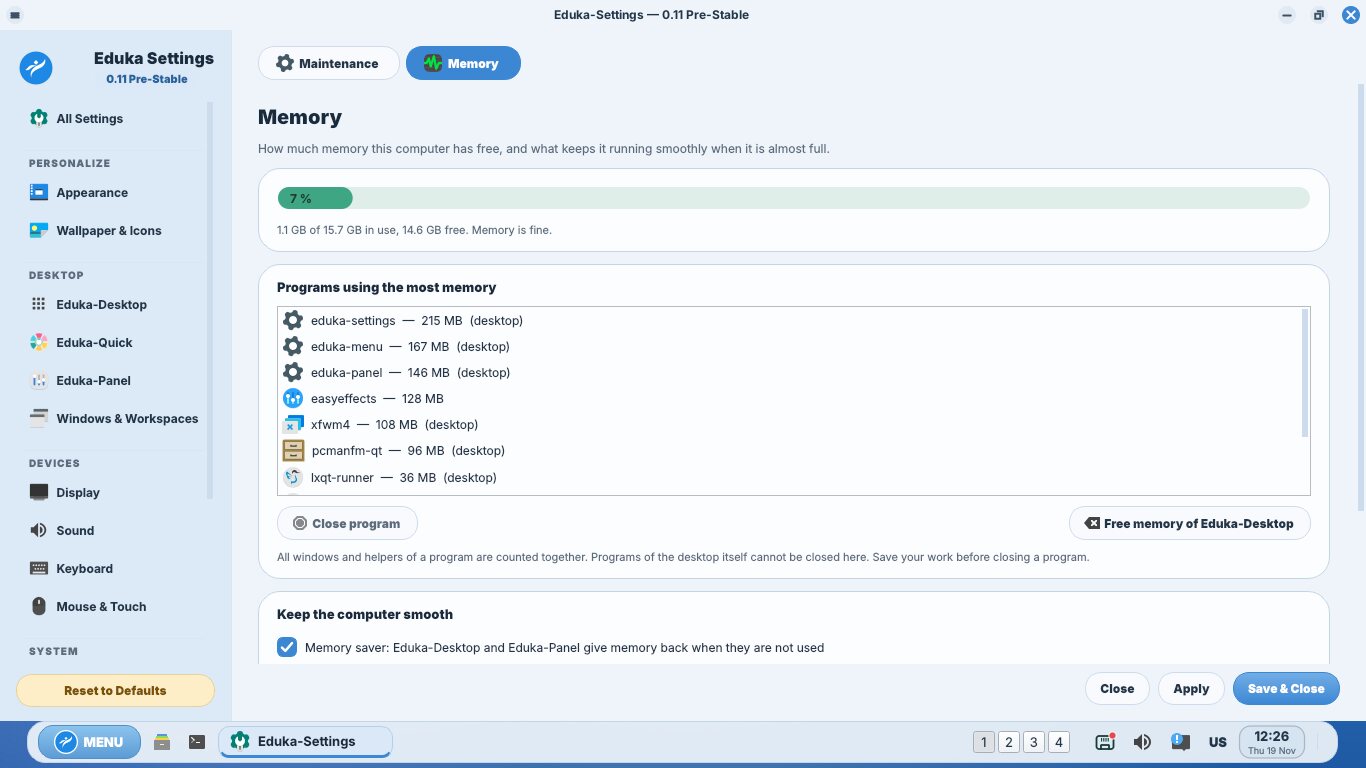 Eduka-Settings — 0.11 Pre-Stable
Eduka Settings
0.11 Pre-Stable
All Settings
PERSONALIZE
Appearance
Wallpaper & Icons
DESKTOP
Eduka-Desktop
Eduka-Quick
Eduka-Panel
Windows & Workspaces
DEVICES
Display
Sound
Keyboard
Mouse & Touch
SYSTEM
Reset to Defaults
Maintenance
Memory
Memory
How much memory this computer has free, and what keeps it running smoothly when it is almost full.
7 %
1.1 GB of 15.7 GB in use, 14.6 GB free. Memory is fine.
Programs using the most memory
eduka-settings — 215 MB (desktop)
eduka-menu — 167 MB (desktop)
eduka-panel — 146 MB (desktop)
easyeffects — 128 MB
xfwm4 — 108 MB (desktop)
pcmanfm-qt — 96 MB (desktop)
lxqt-runner — 36 MB (desktop)
Close program
Free memory of Eduka-Desktop
All windows and helpers of a program are counted together. Programs of the desktop itself cannot be closed here. Save your work before closing a program.
Keep the computer smooth
Memory saver: Eduka-Desktop and Eduka-Panel give memory back when they are not used
Close
Apply
Save & Close
MENU
Eduka-Settings
1
2
3
4
US
12:26
Thu 19 Nov